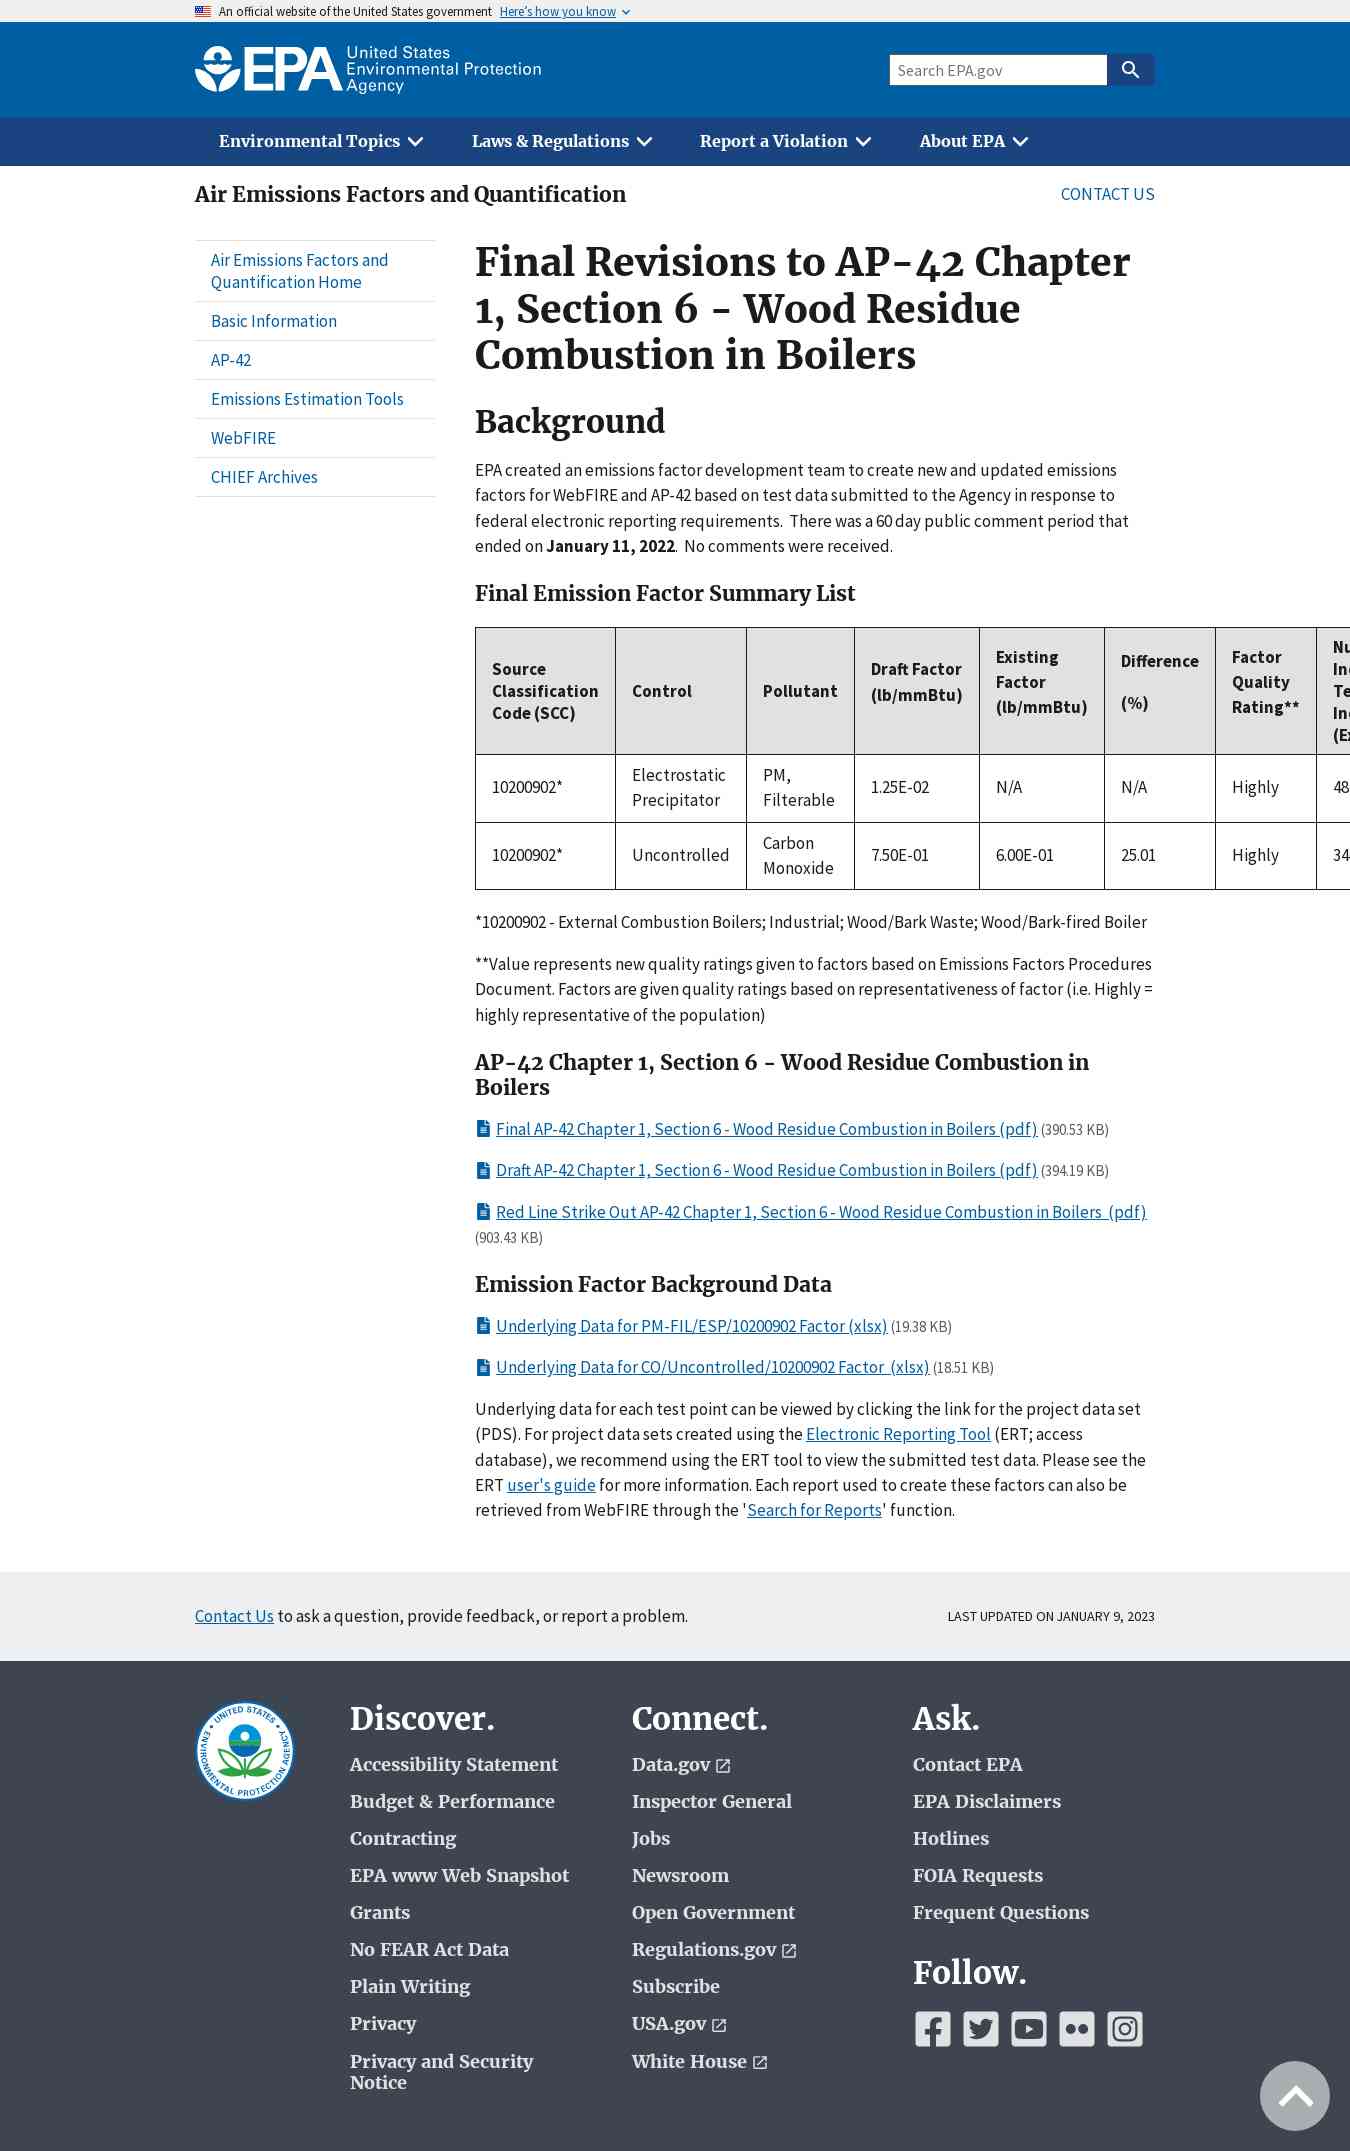 An official website of the United States government Here's how you know
EPA United States
Environmental Protection
Agency
Search EPA.gov
Environmental Topics Laws & Regulations Report a Violation About EPA
Air Emissions Factors and Quantification
CONTACT US
Air Emissions Factors and
Quantification Home
Basic Information
AP-42
Emissions Estimation Tools
WebFIRE
CHIEF Archives
Final Revisions to AP-42 Chapter
1, Section 6 - Wood Residue
Combustion in Boilers
Background
EPA created an emissions factor development team to create new and updated emissions
factors for WebFIRE and AP-42 based on test data submitted to the Agency in response to
federal electronic reporting requirements. There was a 60 day public comment period that
ended on January 11, 2022. No comments were received.
Final Emission Factor Summary List
Source
Classification
Code (SCC)
Control
Pollutant
Draft Factor
(lb/mmBtu)
Existing
Factor
(lb/mmBtu)
Difference
(%)
Factor
Quality
Rating**
10200902*
Electrostatic
Precipitator
PM,
Filterable
1.25E-02
N/A
N/A
Highly
48
10200902*
Uncontrolled
Carbon
Monoxide
7.50E-01
6.00E-01
25.01
Highly
34
*10200902 - External Combustion Boilers; Industrial; Wood/Bark Waste; Wood/Bark-fired Boiler
**Value represents new quality ratings given to factors based on Emissions Factors Procedures
Document. Factors are given quality ratings based on representativeness of factor (i.e. Highly =
highly representative of the population)
AP-42 Chapter 1, Section 6 - Wood Residue Combustion in
Boilers
Final AP-42 Chapter 1, Section 6 - Wood Residue Combustion in Boilers (pdf) (390.53 KB)
Draft AP-42 Chapter 1, Section 6 - Wood Residue Combustion in Boilers (pdf) (394.19 KB)
Red Line Strike Out AP-42 Chapter 1, Section 6 - Wood Residue Combustion in Boilers (pdf)
(903.43 KB)
Emission Factor Background Data
Underlying Data for PM-FIL/ESP/10200902 Factor (xlsx) (19.38 KB)
Underlying Data for CO/Uncontrolled/10200902 Factor (xlsx) (18.51 KB)
Underlying data for each test point can be viewed by clicking the link for the project data set
(PDS). For project data sets created using the Electronic Reporting Tool (ERT; access
database), we recommend using the ERT tool to view the submitted test data. Please see the
ERT user's guide for more information. Each report used to create these factors can also be
retrieved from WebFIRE through the 'Search for Reports' function.
Contact Us to ask a question, provide feedback, or report a problem.
LAST UPDATED ON JANUARY 9, 2023
UNITED STATES
ENVIRONMENTAL PROTECTION AGENCY
Discover.
Accessibility Statement
Budget & Performance
Contracting
EPA www Web Snapshot
Grants
No FEAR Act Data
Plain Writing
Privacy
Privacy and Security
Notice
Connect.
Data.gov
Inspector General
Jobs
Newsroom
Open Government
Regulations.gov
Subscribe
USA.gov
White House
Ask.
Contact EPA
EPA Disclaimers
Hotlines
FOIA Requests
Frequent Questions
Follow.